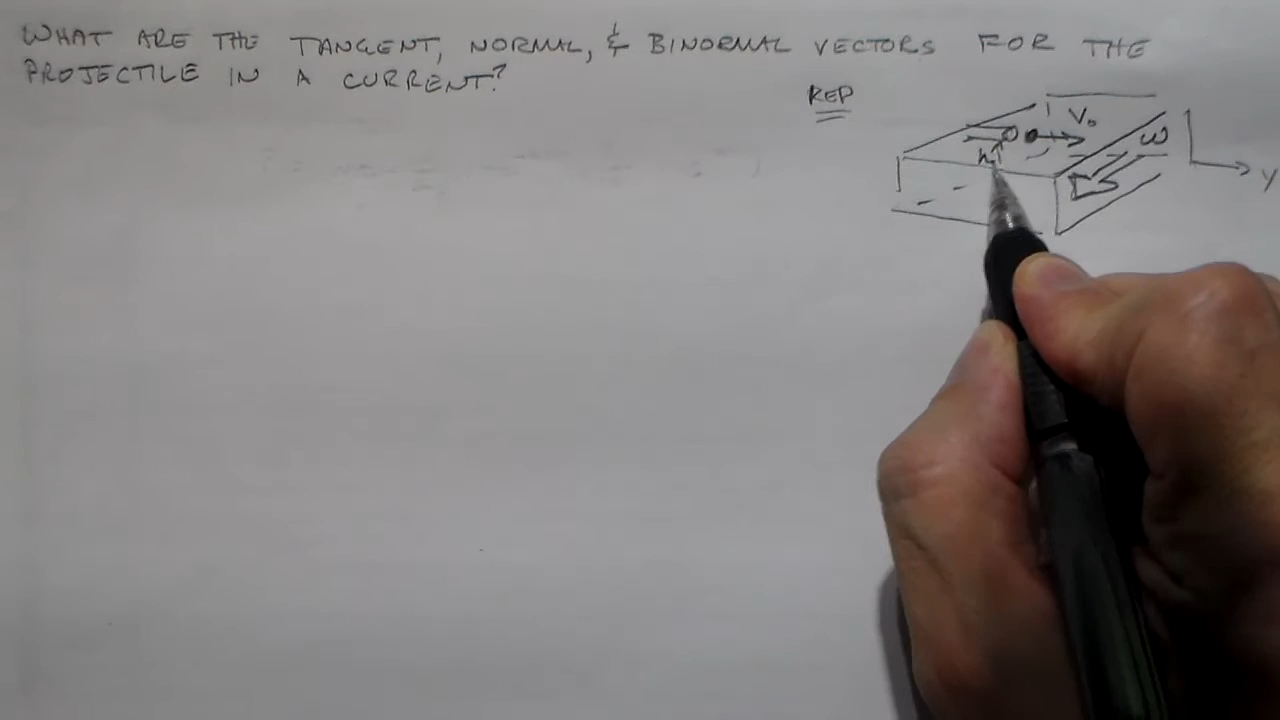 WHAT ARE THE TANGENT, NORMAL, & BINORMAL VECTORS FOR THE
PROJECTILE IN A CURRENT?
REP
V₀
ω
h
y